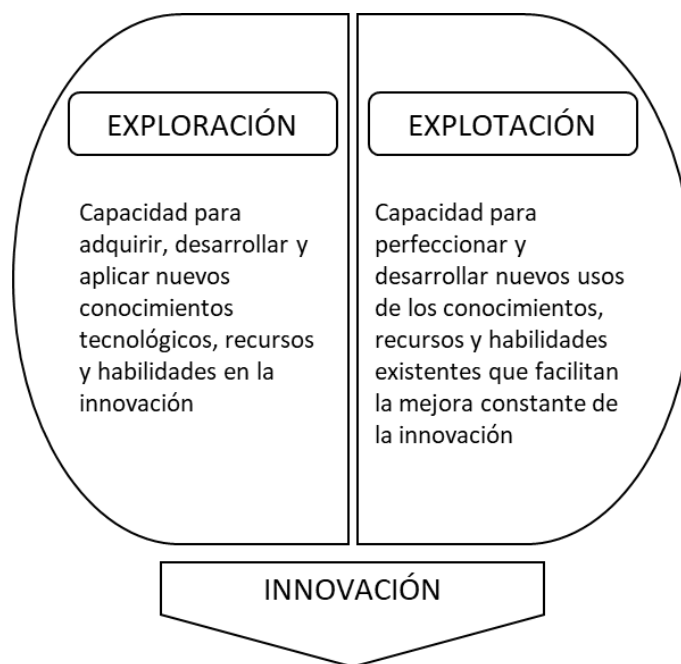 EXPLORACIÓN
Capacidad para
adquirir, desarrollar y
aplicar nuevos
conocimientos
tecnológicos, recursos
y habilidades en la
innovación
EXPLOTACIÓN
Capacidad para
perfeccionar y
desarrollar nuevos usos
de los conocimientos,
recursos y habilidades
existentes que facilitan
la mejora constante de
la innovación
INNOVACIÓN